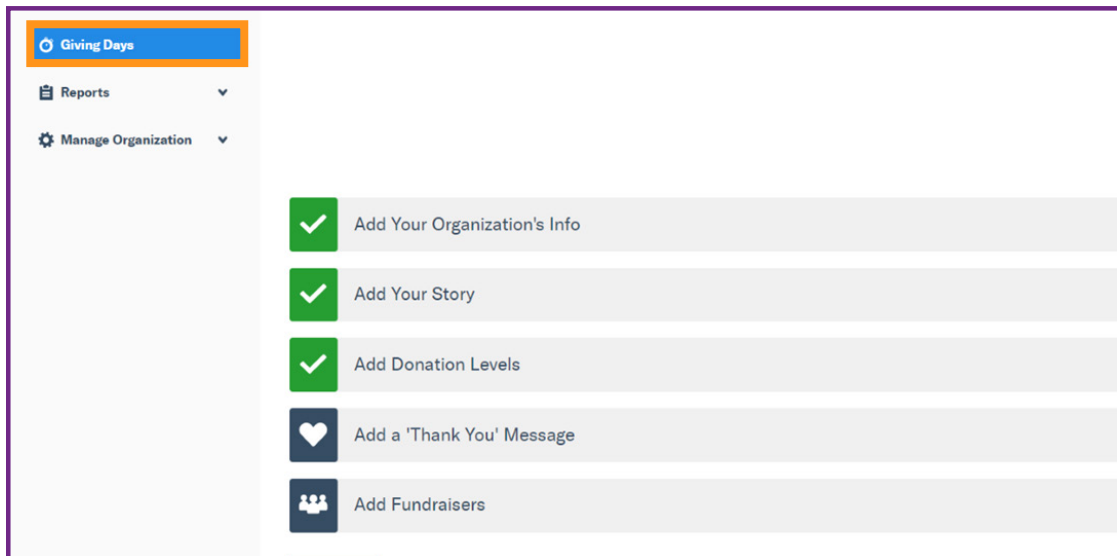 Giving Days
Reports
Manage Organization
Add Your Organization's Info
Add Your Story
Add Donation Levels
Add a 'Thank You' Message
Add Fundraisers